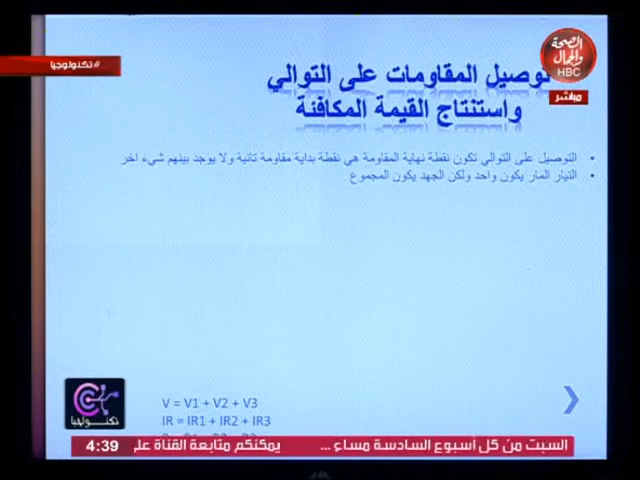 الصحة
والجمال
HBC
مباشر
#تكنولوجيا
توصيل المقاومات على التوالي
واستنتاج القيمة المكافئة
• التوصيل على التوالي تكون نقطة نهاية المقاومة هي نقطة بداية مقاومة ثانية ولا يوجد بينهم شيء اخر
• التيار المار يكون واحد ولكن الجهد يكون المجموع
V = V1 + V2 + V3
IR = IR1 + IR2 + IR3
تكنولوجيا
السبت من كل أسبوع السادسة مساء ... يمكنكم متابعة القناة على
4:39